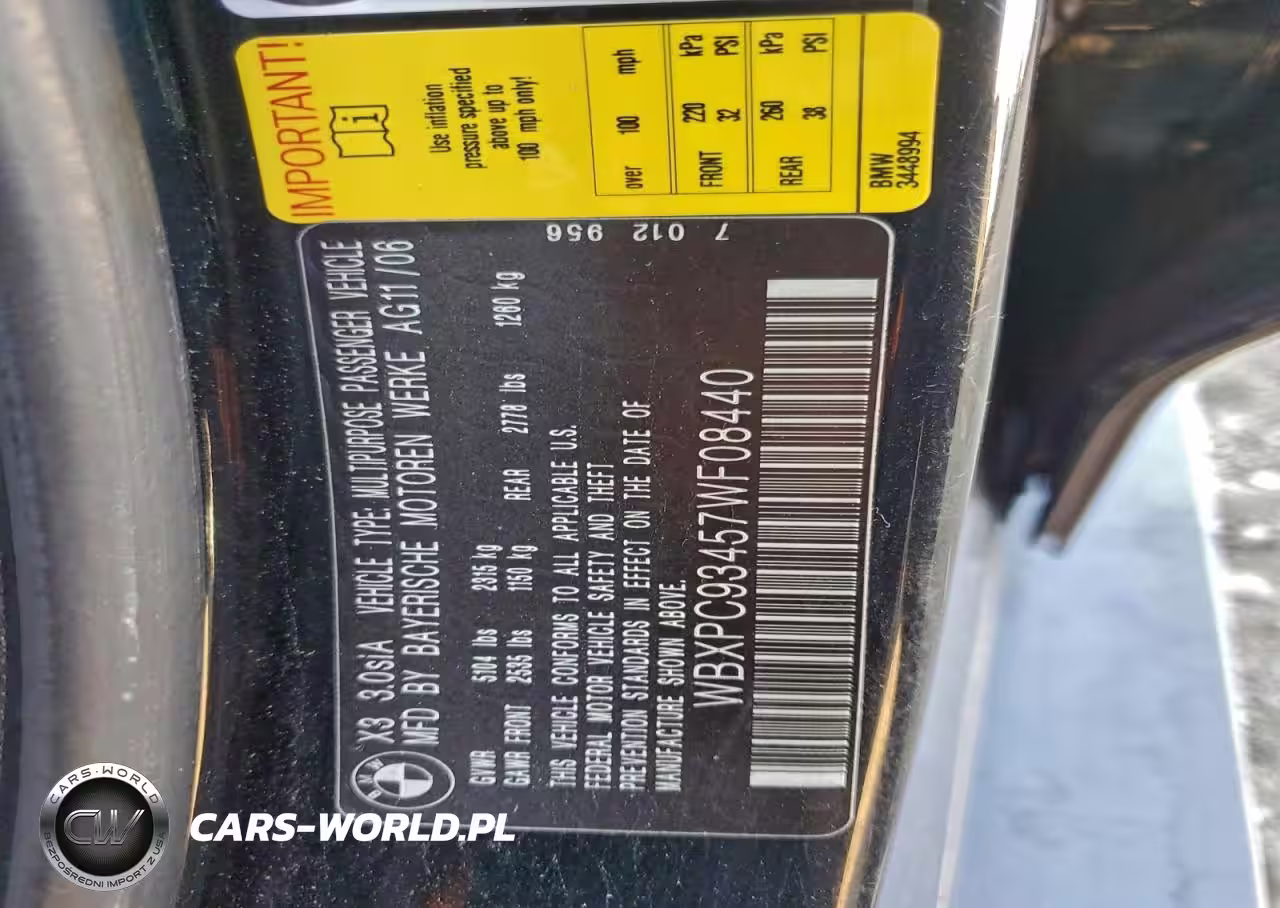 IMPORTANT!
Use inflation
pressure specified
above up to
100 mph only!
over 100 mph
FRONT 220 kPa
32 PSI
REAR 260 kPa
38 PSI
BMW
3448994
BMW
X3 3.0siA VEHICLE TYPE: MULTIPURPOSE PASSENGER VEHICLE
MFD BY BAYERISCHE MOTOREN WERKE AG11/06
GVWR 5104 lbs 2315 kg
GAWR FRONT 2535 lbs 1150 kg REAR 2778 lbs 1260 kg
THIS VEHICLE CONFORMS TO ALL APPLICABLE U.S.
FEDERAL MOTOR VEHICLE SAFETY AND THEFT
PREVENTION STANDARDS IN EFFECT ON THE DATE OF
MANUFACTURE SHOWN ABOVE.
WBXPC93457WF08440
7 012 956
CARS-WORLD
CW
BEZPOŚREDNI IMPORT Z USA
CARS-WORLD.PL